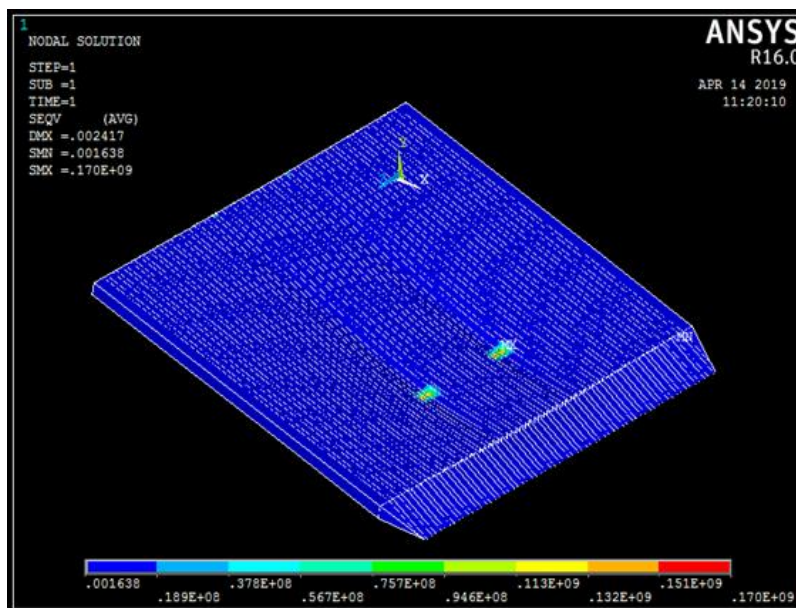 1
NODAL SOLUTION
STEP=1
SUB =1
TIME=1
SEQV (AVG)
DMX =.002417
SMN =.001638
SMX =.170E+09
ANSYS
R16.0
APR 14 2019
11:20:10
Y
X
MX
MN
.001638 .378E+08 .757E+08 .113E+09 .151E+09
.189E+08 .567E+08 .946E+08 .132E+09 .170E+09